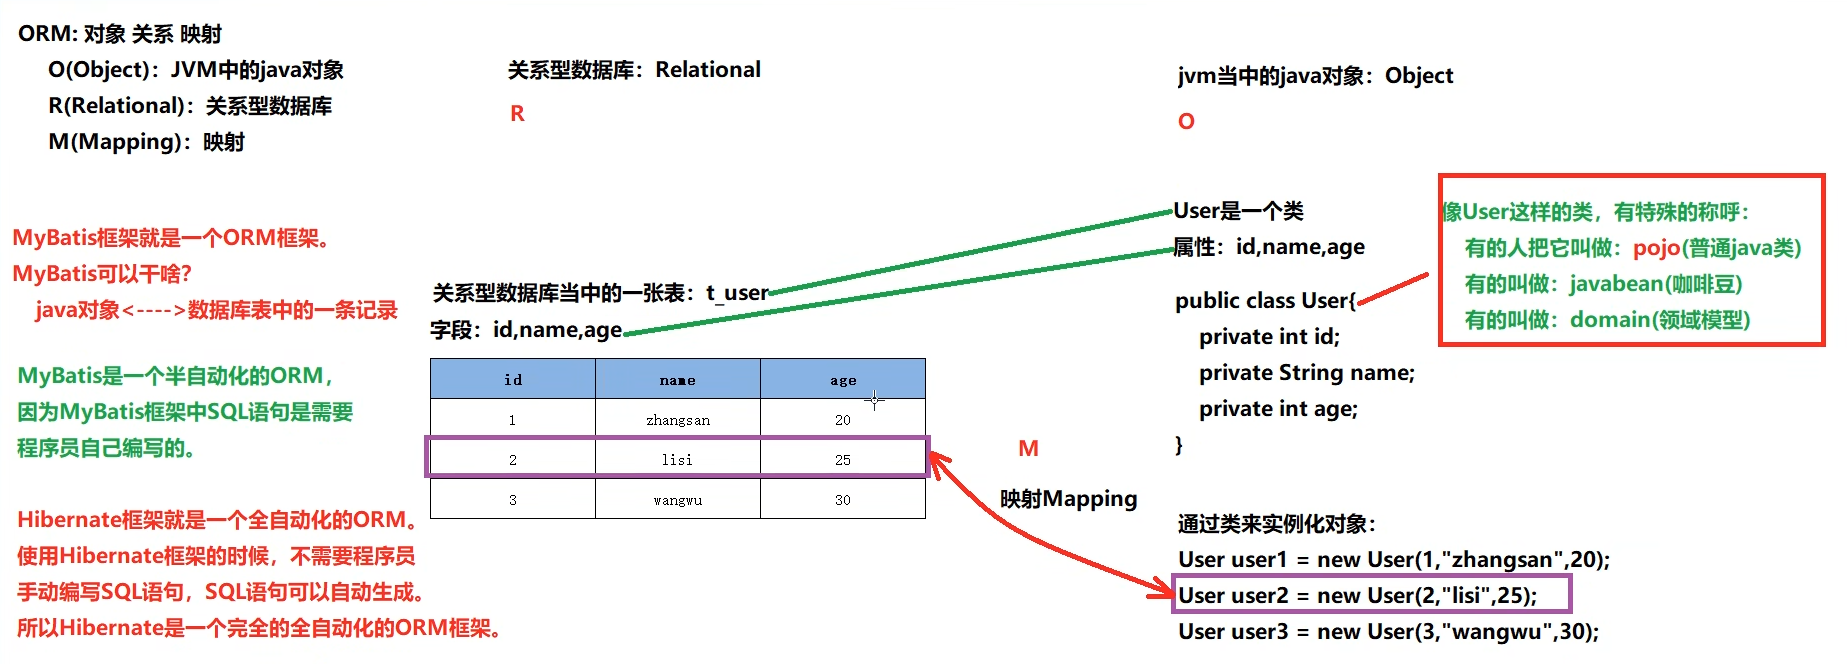 ORM: 对象 关系 映射
O(Object)：JVM中的java对象
R(Relational)：关系型数据库
M(Mapping)：映射
关系型数据库：Relational
R
jvm当中的java对象：Object
O
MyBatis框架就是一个ORM框架。
MyBatis可以干啥？
java对象<---->数据库表中的一条记录
MyBatis是一个半自动化的ORM，
因为MyBatis框架中SQL语句是需要
程序员自己编写的。
Hibernate框架就是一个全自动化的ORM。
使用Hibernate框架的时候，不需要程序员
手动编写SQL语句，SQL语句可以自动生成。
所以Hibernate是一个完全的全自动化的ORM框架。
关系型数据库当中的一张表：t_user
字段：id,name,age
id name age
1 zhangsan 20
2 lisi 25
3 wangwu 30
M
映射Mapping
User是一个类
属性：id,name,age
public class User{
private int id;
private String name;
private int age;
}
像User这样的类，有特殊的称呼：
有的人把它叫做：pojo(普通java类)
有的叫做：javabean(咖啡豆)
有的叫做：domain(领域模型)
通过类来实例化对象：
User user1 = new User(1,"zhangsan",20);
User user2 = new User(2,"lisi",25);
User user3 = new User(3,"wangwu",30);